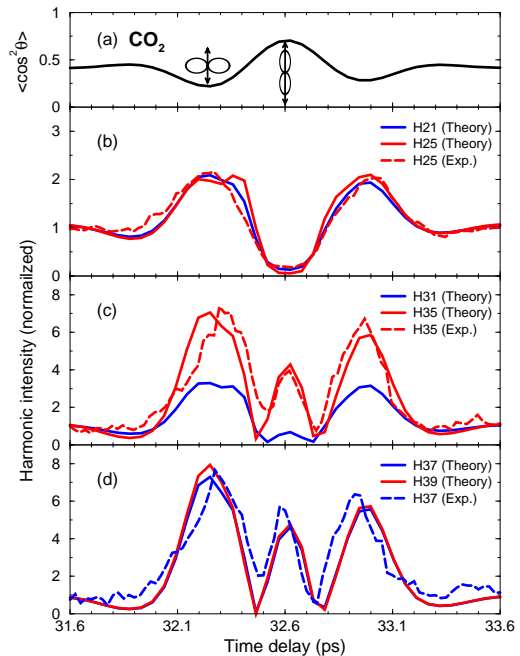 (a) CO₂
<cos²θ>
1
0.5
0
(b)
H21 (Theory)
H25 (Theory)
H25 (Exp.)
3
2
1
0
Harmonic intensity (normalized)
(c)
H31 (Theory)
H35 (Theory)
H35 (Exp.)
8
6
4
2
0
(d)
H37 (Theory)
H39 (Theory)
H37 (Exp.)
8
6
4
2
0
31.6 32.1 32.6 33.1 33.6
Time delay (ps)